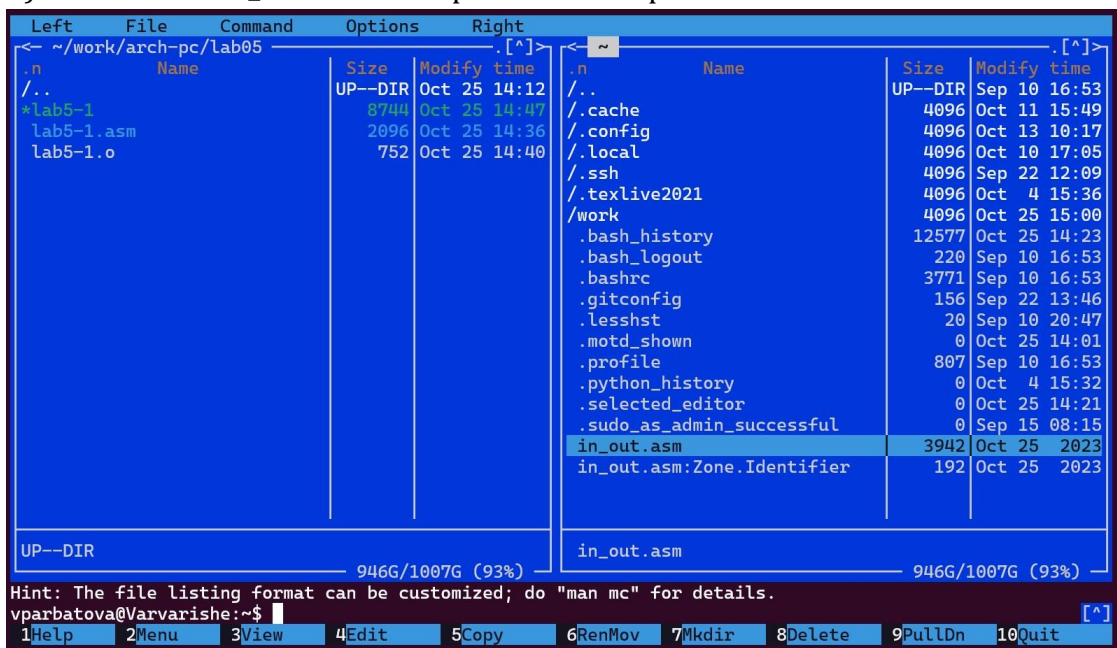 Left File Command Options Right
<— ~/work/arch-pc/lab05 .[^]>
.n Name Size Modify time
/.. UP--DIR Oct 25 14:12
*lab5-1 8744 Oct 25 14:47
lab5-1.asm 2096 Oct 25 14:36
lab5-1.o 752 Oct 25 14:40
UP--DIR
946G/1007G (93%)
<— ~ .[^]>
.n Name Size Modify time
/.. UP--DIR Sep 10 16:53
/.cache 4096 Oct 11 15:49
/.config 4096 Oct 13 10:17
/.local 4096 Oct 10 17:05
/.ssh 4096 Sep 22 12:09
/.texlive2021 4096 Oct 4 15:36
/work 4096 Oct 25 15:00
.bash_history 12577 Oct 25 14:23
.bash_logout 220 Sep 10 16:53
.bashrc 3771 Sep 10 16:53
.gitconfig 156 Sep 22 13:46
.lesshst 20 Sep 10 20:47
.motd_shown 0 Oct 25 14:01
.profile 807 Sep 10 16:53
.python_history 0 Oct 4 15:32
.selected_editor 0 Oct 25 14:21
.sudo_as_admin_successful 0 Sep 15 08:15
in_out.asm 3942 Oct 25 2023
in_out.asm:Zone.Identifier 192 Oct 25 2023
in_out.asm
946G/1007G (93%)
Hint: The file listing format can be customized; do "man mc" for details.
vparbatova@Varvarishe:~$ [^]
1Help 2Menu 3View 4Edit 5Copy 6RenMov 7Mkdir 8Delete 9PullDn 10Quit